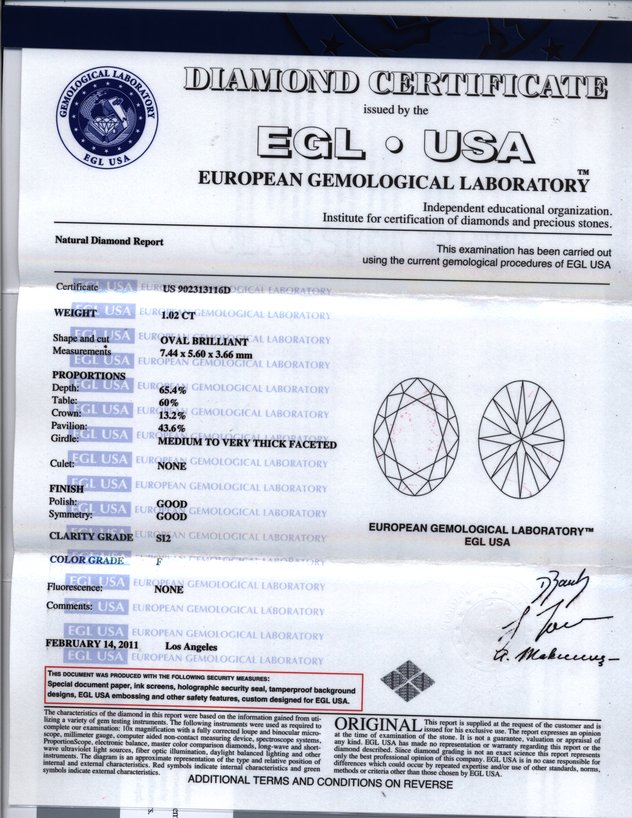 GEMOLOGICAL LABORATORY
EGL USA
DIAMOND CERTIFICATE
issued by the
EGL • USA
EUROPEAN GEMOLOGICAL LABORATORY™
Independent educational organization.
Institute for certification of diamonds and precious stones.
Natural Diamond Report
This examination has been carried out
using the current gemological procedures of EGL USA
Certificate US 902313116D
WEIGHT 1.02 CT
Shape and cut OVAL BRILLIANT
Measurements 7.44 x 5.60 x 3.66 mm
PROPORTIONS
Depth: 65.4%
Table: 60%
Crown: 13.2%
Pavilion: 43.6%
Girdle: MEDIUM TO VERY THICK FACETED
Culet: NONE
FINISH
Polish: GOOD
Symmetry: GOOD
CLARITY GRADE SI2
COLOR GRADE F
Fluorescence: NONE
Comments:
EUROPEAN GEMOLOGICAL LABORATORY™
EGL USA
FEBRUARY 14, 2011 Los Angeles
THIS DOCUMENT WAS PRODUCED WITH THE FOLLOWING SECURITY MEASURES:
Special document paper, ink screens, holographic security seal, tamperproof background
designs, EGL USA embossing and other safety features, custom designed for EGL USA.
The characteristics of the diamond in this report were based on the information gained from uti-
lizing a variety of gem testing instruments. The following instruments were used as required to
complete our examination: 10x magnification with a fully corrected loupe and binocular micro-
scope, millimeter gauge, computer aided non-contact measuring device, spectroscope systems,
ProportionScope, electronic balance, master color comparison diamonds, long-wave and short-
wave ultraviolet light sources, fiber optic illumination, daylight balanced lighting and other
instruments. The diagram is an approximate representation of the type and relative position of
internal and external characteristics. Red symbols indicate internal characteristics and green
symbols indicate external characteristics.
ORIGINAL This report is supplied at the request of the customer and is
issued for his exclusive use. The report expresses an opinion
at the time of examination of the stone. It is not a guarantee, valuation or appraisal of
any kind. EGL USA has made no representation or warranty regarding this report or the
diamond described. Since diamond grading is not an exact science this report represents
only the best professional opinion of this company. EGL USA is in no case responsible for
differences which could occur by repeated expertise and/or use of other standards, norms,
methods or criteria other than those chosen by EGL USA.
ADDITIONAL TERMS AND CONDITIONS ON REVERSE